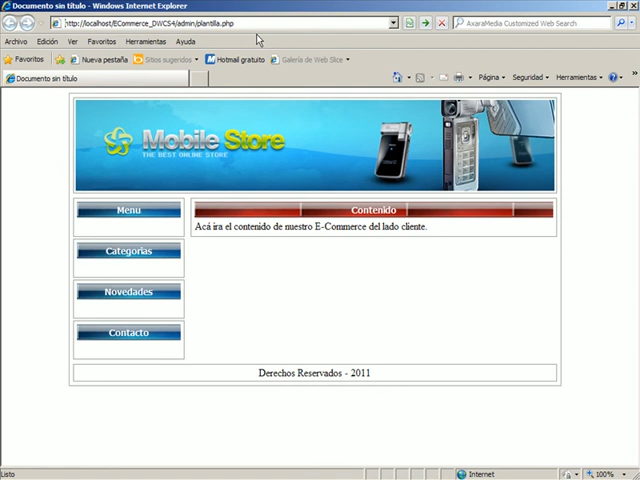 Documento sin título - Windows Internet Explorer
http://localhost/ECommerce_DWCS4/admin/plantilla.php
AxaraMedia Customized Web Search
Archivo Edición Ver Favoritos Herramientas Ayuda
Favoritos Nueva pestaña Sitios sugeridos Hotmail gratuito Galería de Web Slice
Documento sin título
Página Seguridad Herramientas
Mobile Store
THE BEST ONLINE STORE
Menu
Contenido
Acá ira el contenido de nuestro E-Commerce del lado cliente.
Categorias
Novedades
Contacto
Derechos Reservados - 2011
Listo Internet 100%